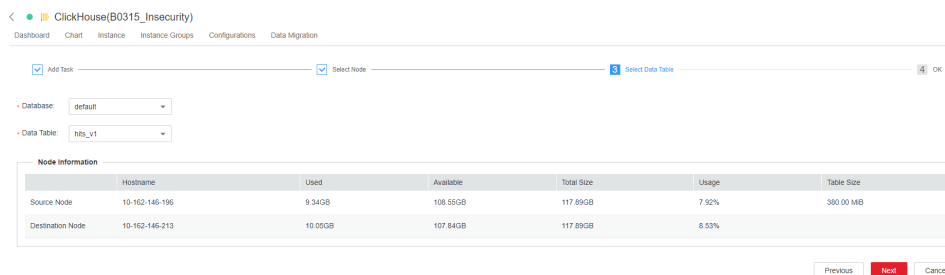 ClickHouse(B0315_Insecurity)
Dashboard Chart Instance Instance Groups Configurations Data Migration
Add Task Select Node 3 Select Data Table 4 OK
* Database: default
* Data Table: hits_v1
Node Information
Hostname Used Available Total Size Usage Table Size
Source Node 10-162-146-196 9.34GB 108.55GB 117.89GB 7.92% 380.00 MiB
Destination Node 10-162-146-213 10.05GB 107.84GB 117.89GB 8.53%
Previous Next Cance